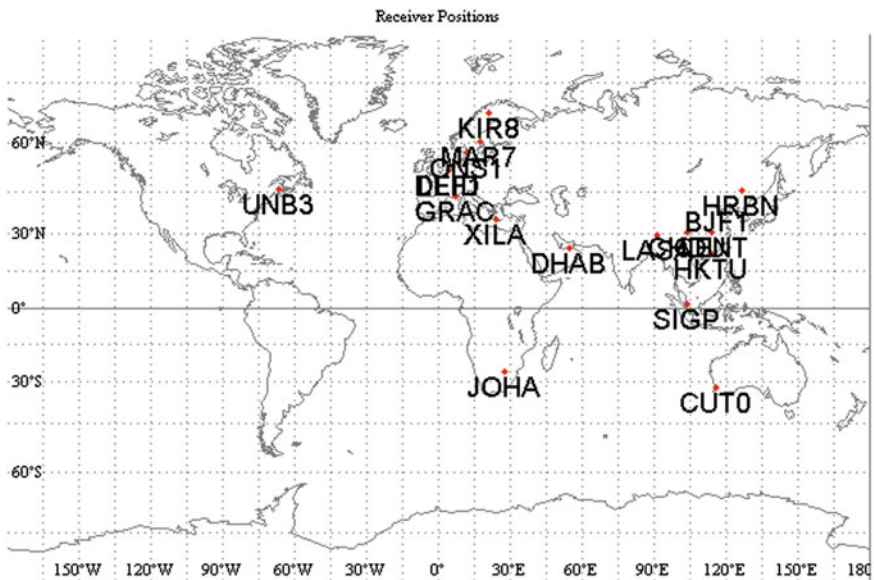 Receiver Positions
KIR8
60°N
MAR7
ONS1
UNB3
GRAC
HRBN
BJFT
30°N
XILA
DHAB
HKTU
0°
SIGP
30°S
JOHA
CUT0
60°S
150°W 120°W 90°W 60°W 30°W 0° 30°E 60°E 90°E 120°E 150°E 180